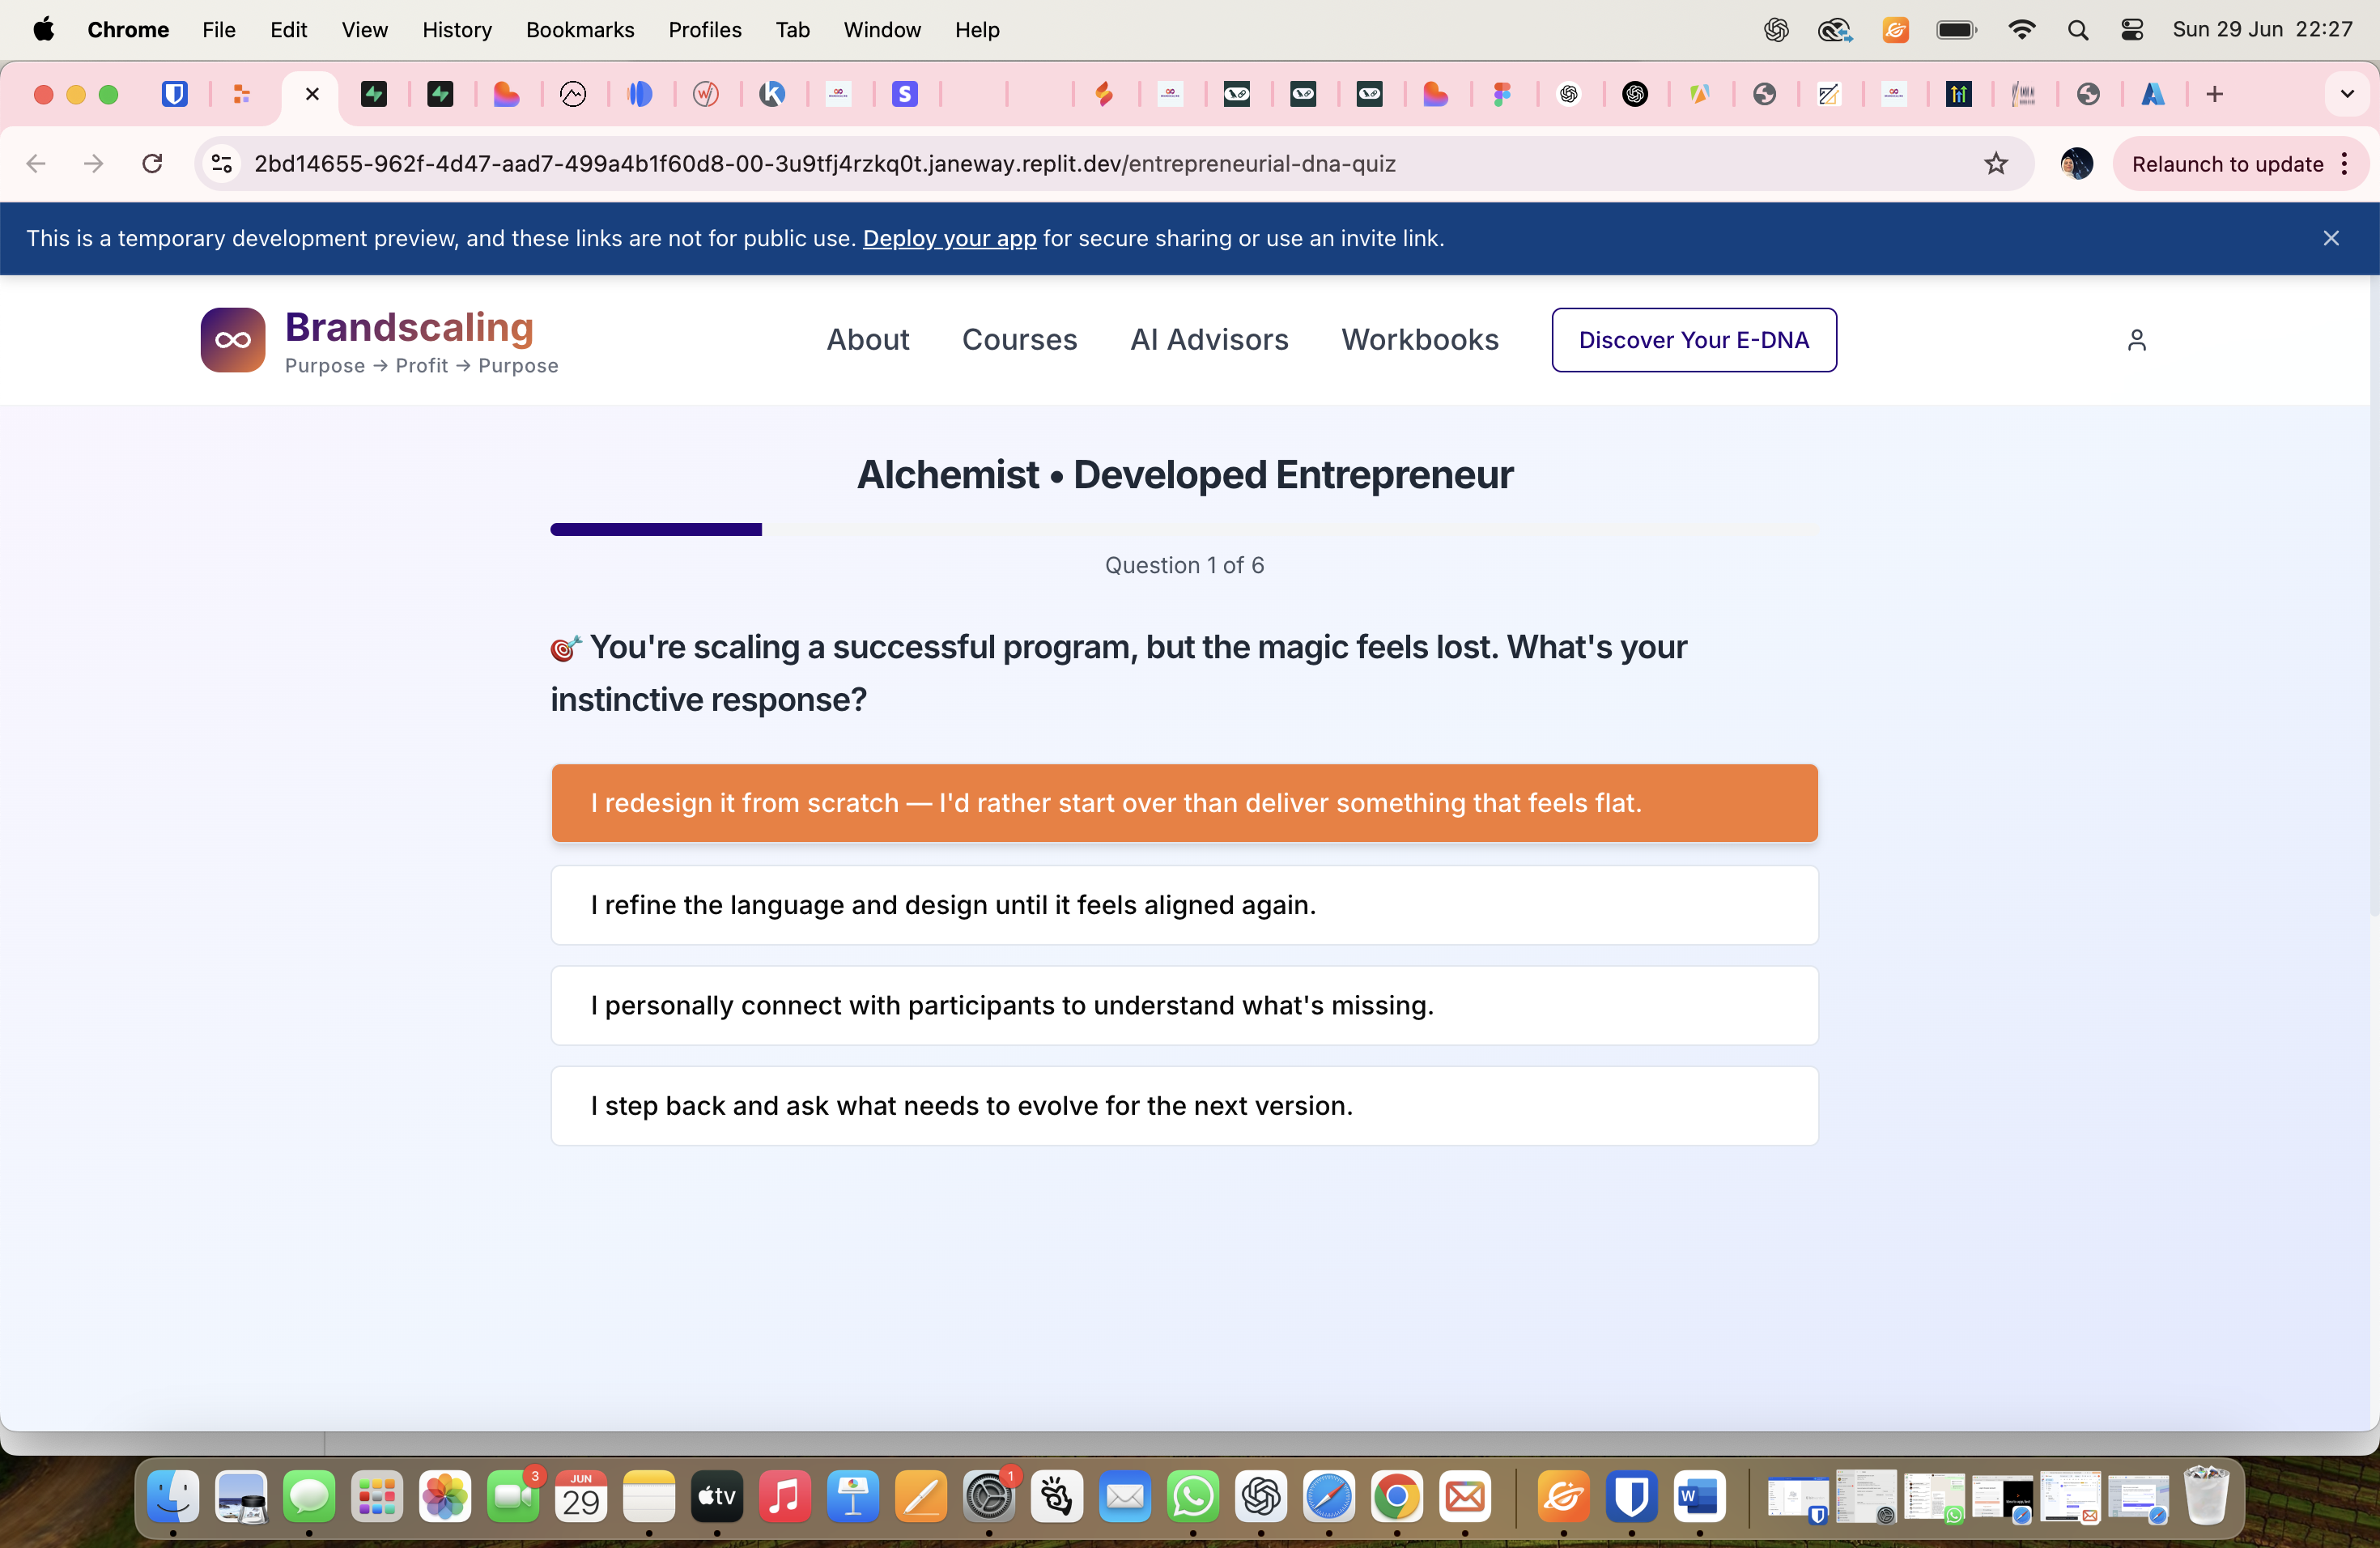 Chrome File Edit View History Bookmarks Profiles Tab Window Help Sun 29 Jun 22:27
2bd14655-962f-4d47-aad7-499a4b1f60d8-00-3u9tfj4rzkq0t.janeway.replit.dev/entrepreneurial-dna-quiz Relaunch to update
This is a temporary development preview, and these links are not for public use. Deploy your app for secure sharing or use an invite link.
Brandscaling
Purpose → Profit → Purpose
About Courses AI Advisors Workbooks Discover Your E-DNA
Alchemist • Developed Entrepreneur
Question 1 of 6
🎯 You're scaling a successful program, but the magic feels lost. What's your
instinctive response?
I redesign it from scratch — I'd rather start over than deliver something that feels flat.
I refine the language and design until it feels aligned again.
I personally connect with participants to understand what's missing.
I step back and ask what needs to evolve for the next version.
3
JUN
29
tv
1
W